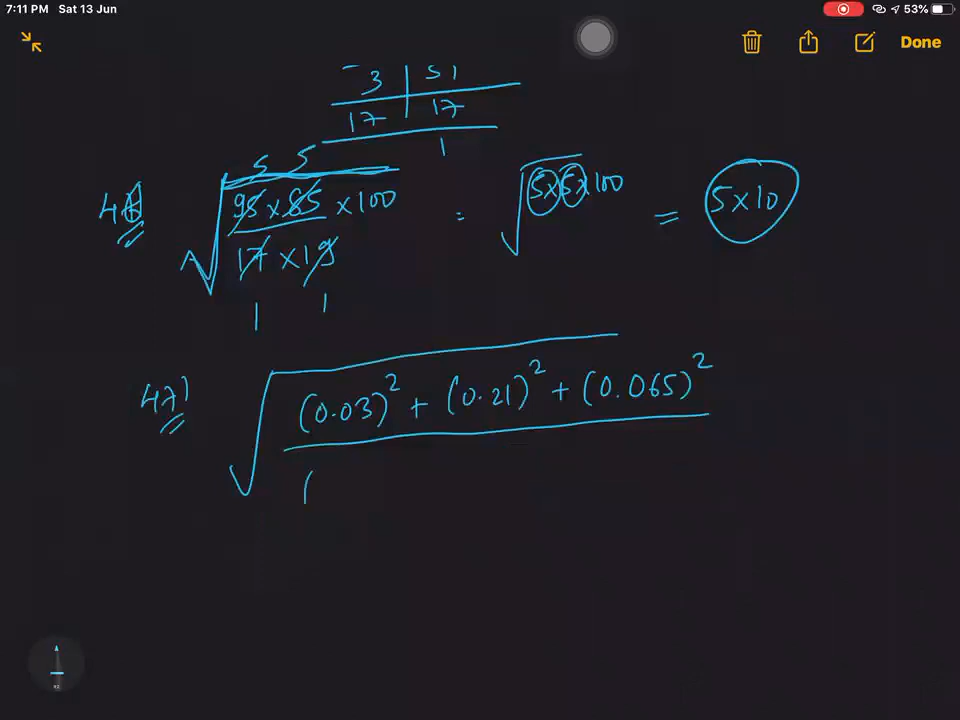 7:11 PM Sat 13 Jun 53%
Done
3 | 51
17 | 17
1
5 5
√(95 x 85 x 100 / 17 x 19) = √(5x5x100) = 5x10
1 1
47) √((0.03)² + (0.21)² + (0.065)²
(